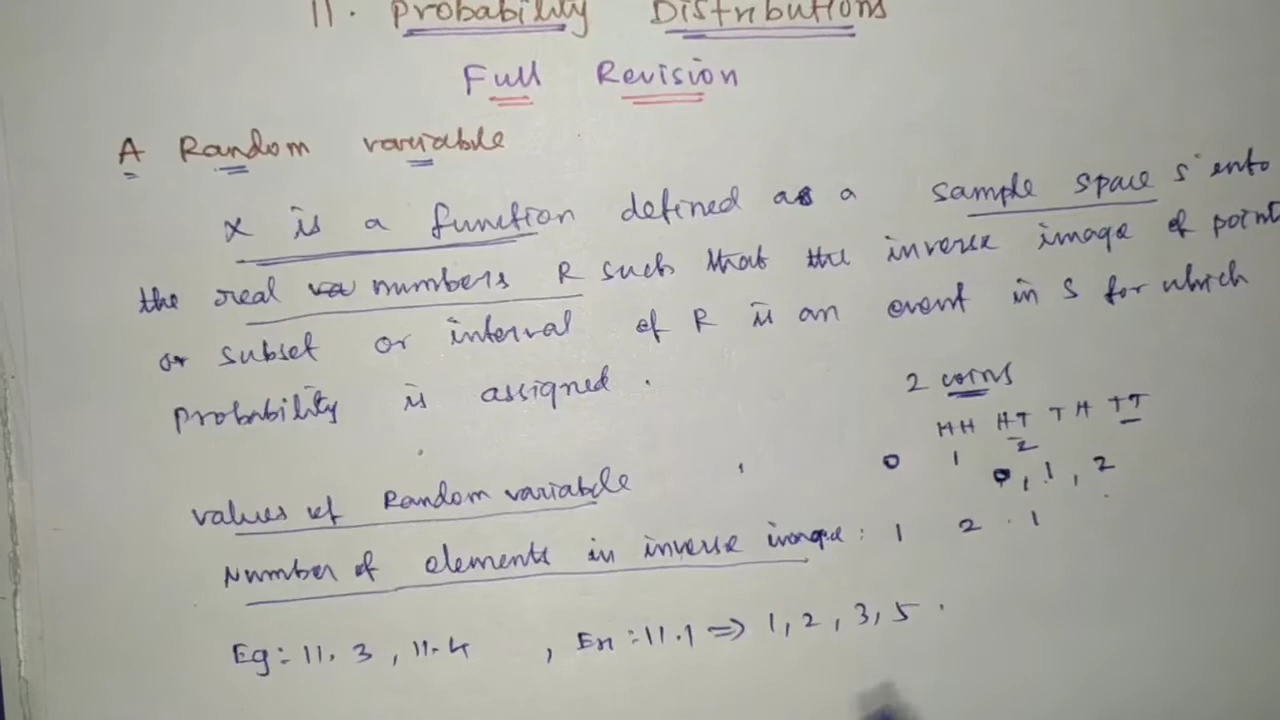 11. Probability Distributions
Full Revision
A Random variable
X is a function defined as a sample space S into
the real numbers R such that the inverse image of point
or subset or interval of R is an event in S for which
Probability is assigned.
2 coins
HH HT TH TT
values of Random variable 0 1 2
0, 1, 2
Number of elements in inverse image: 1 2 1
Eg: 11.3, 11.4, Ex: 11.1 ⇒ 1, 2, 3, 5.